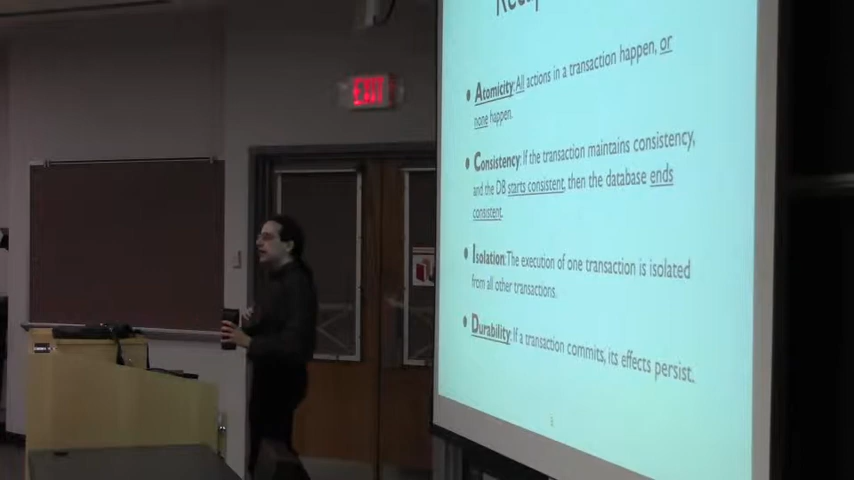 EXIT
• Atomicity: All actions in a transaction happen, or
none happen.
• Consistency: If the transaction maintains consistency,
and the DB starts consistent, then the database ends
consistent.
• Isolation: The execution of one transaction is isolated
from all other transactions.
• Durability: If a transaction commits, its effects persist.